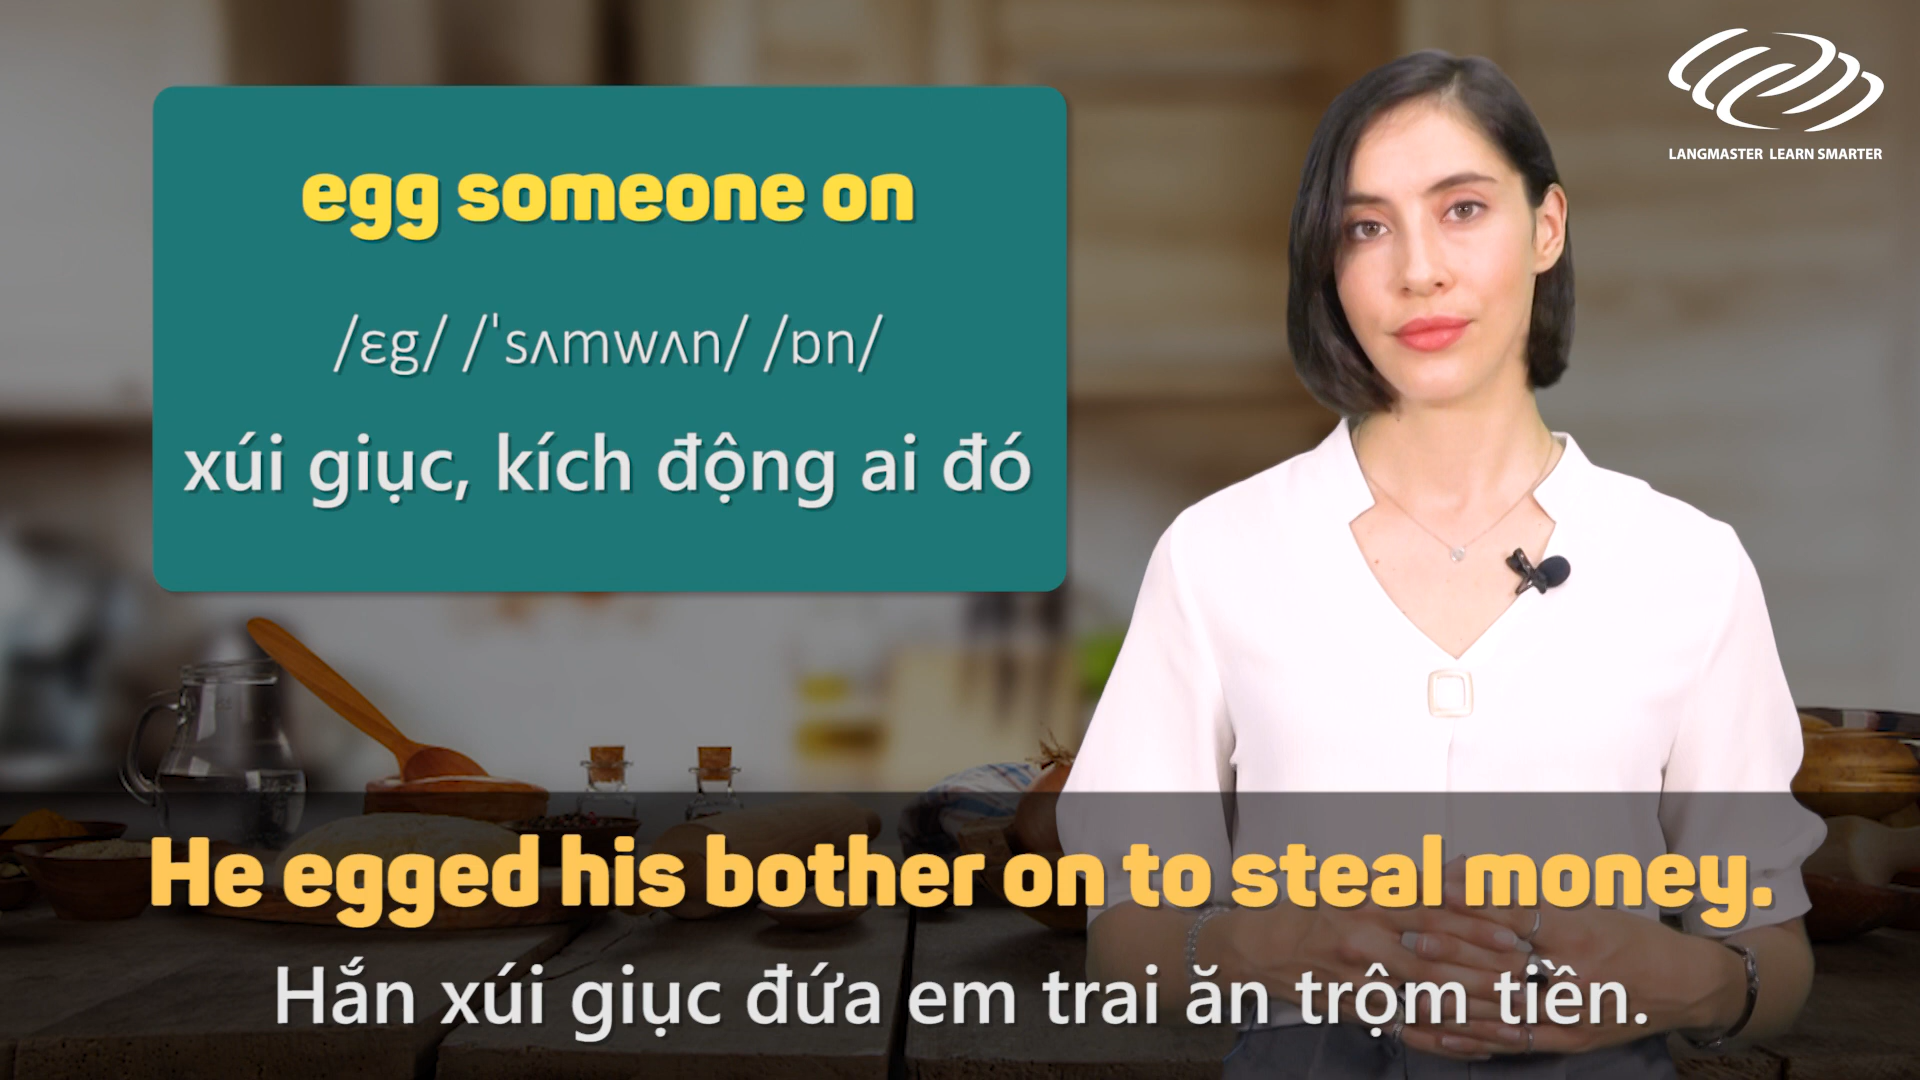 LANGMASTER LEARN SMARTER
egg someone on
/ɛg/ /ˈsʌmwʌn/ /ɒn/
xúi giục, kích động ai đó
He egged his bother on to steal money.
Hắn xúi giục đứa em trai ăn trộm tiền.